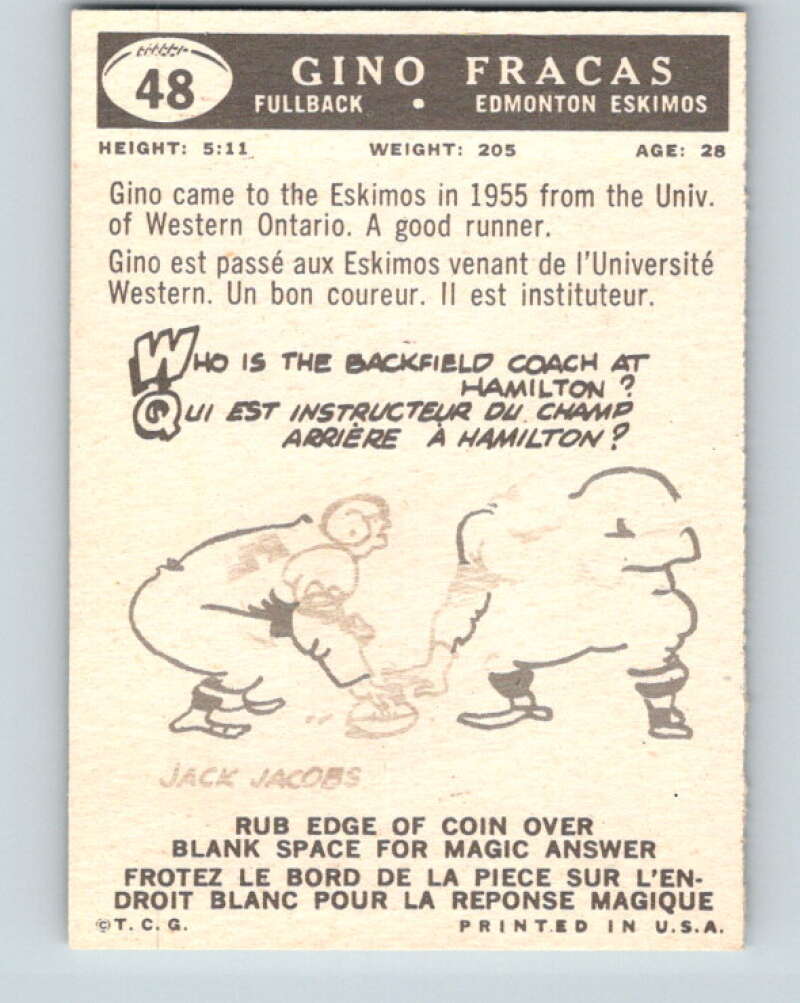 48
GINO FRACAS
FULLBACK • EDMONTON ESKIMOS
HEIGHT: 5:11 WEIGHT: 205 AGE: 28
Gino came to the Eskimos in 1955 from the Univ.
of Western Ontario. A good runner.
Gino est passé aux Eskimos venant de l'Université
Western. Un bon coureur. Il est instituteur.
WHO IS THE BACKFIELD COACH AT
HAMILTON?
QUI EST INSTRUCTEUR DU CHAMP
ARRIÈRE À HAMILTON?
JACK JACOBS
RUB EDGE OF COIN OVER
BLANK SPACE FOR MAGIC ANSWER
FROTEZ LE BORD DE LA PIECE SUR L'EN-
DROIT BLANC POUR LA REPONSE MAGIQUE
©T. C. G. PRINTED IN U.S.A.